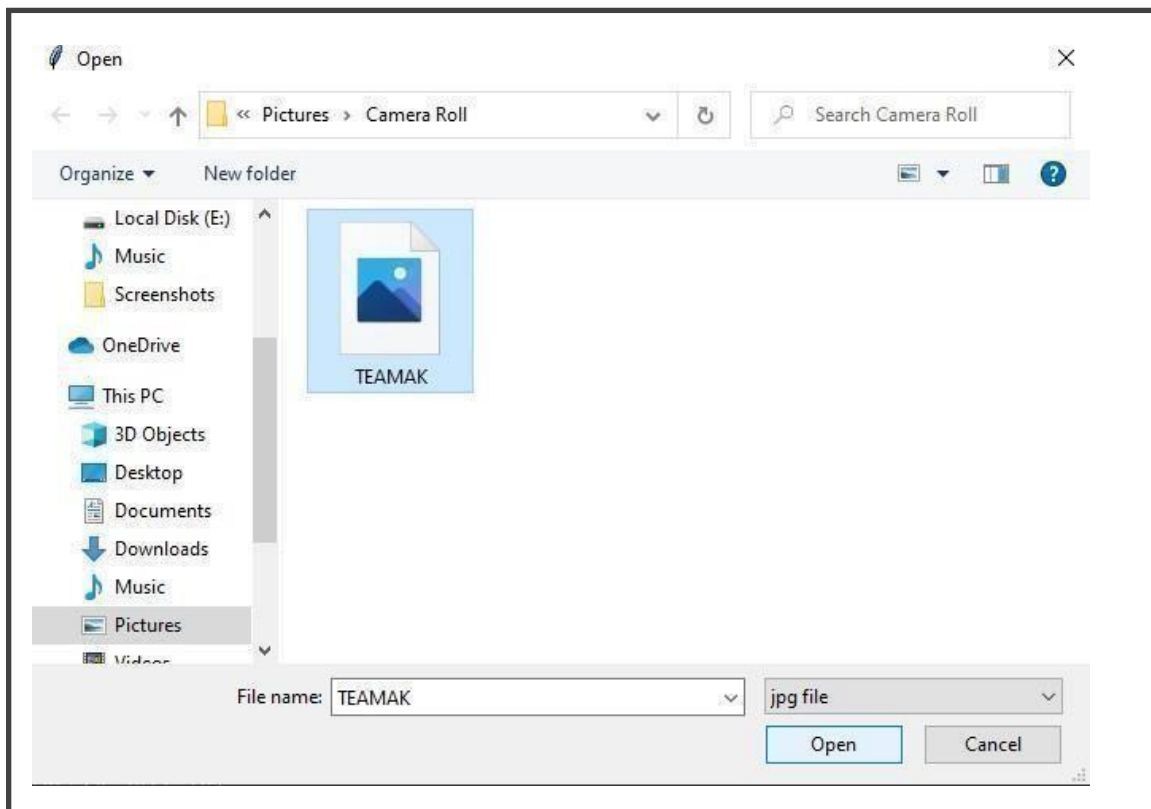 Open
« Pictures › Camera Roll
Search Camera Roll
Organize
New folder
Local Disk (E:)
Music
Screenshots
OneDrive
This PC
3D Objects
Desktop
Documents
Downloads
Music
Pictures
Videos
TEAMAK
File name: TEAMAK
jpg file
Open
Cancel